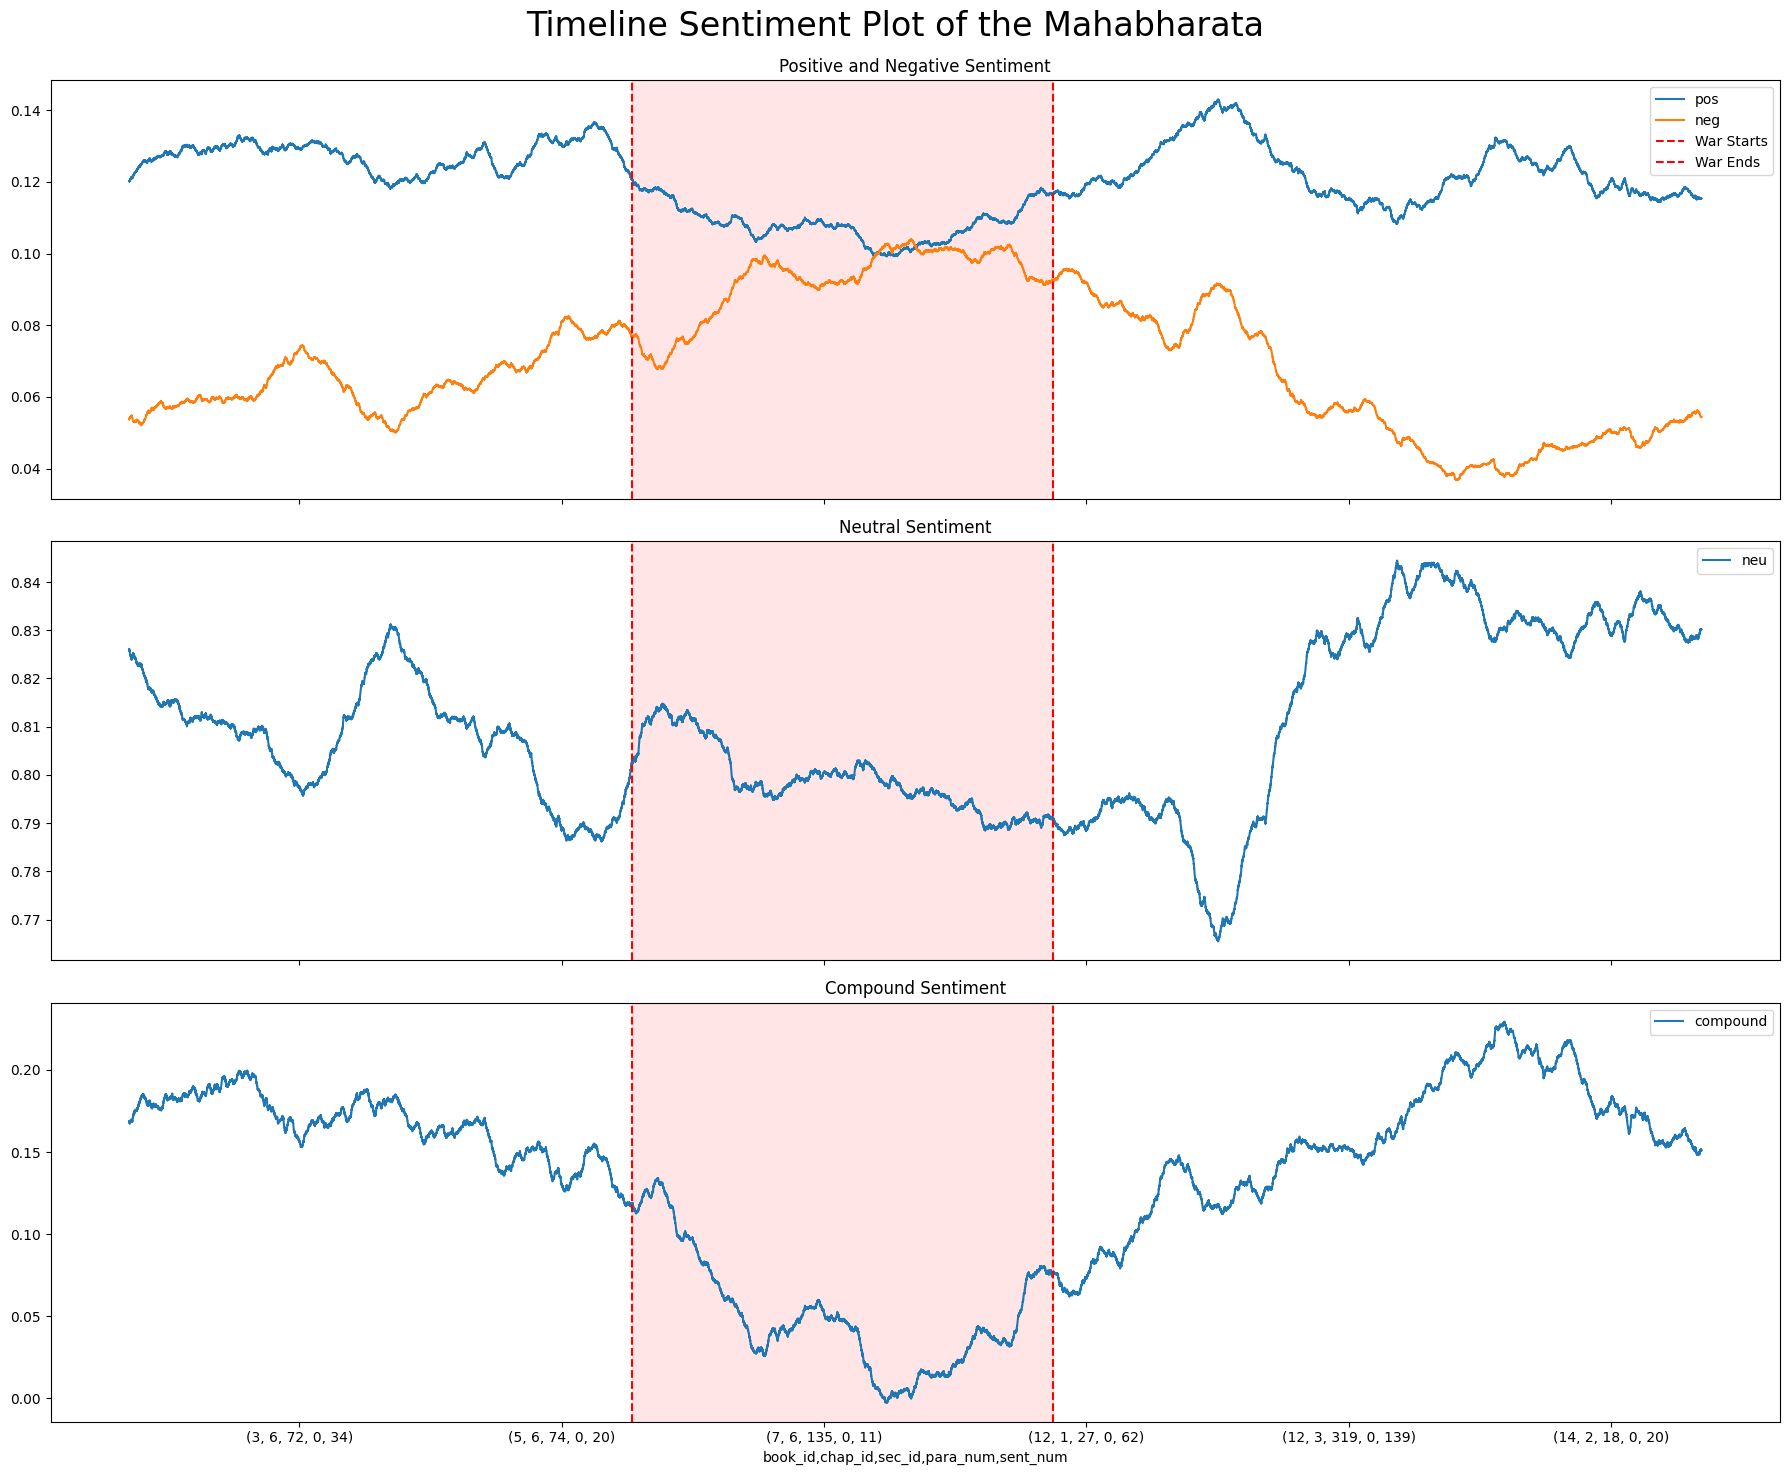 Timeline Sentiment Plot of the Mahabharata
Positive and Negative Sentiment
0.14
0.12
0.10
0.08
0.06
0.04
pos
neg
War Starts
War Ends
Neutral Sentiment
0.84
0.83
0.82
0.81
0.80
0.79
0.78
0.77
neu
Compound Sentiment
0.20
0.15
0.10
0.05
0.00
compound
(3, 6, 72, 0, 34)
(5, 6, 74, 0, 20)
(7, 6, 135, 0, 11)
(12, 1, 27, 0, 62)
(12, 3, 319, 0, 139)
(14, 2, 18, 0, 20)
book_id,chap_id,sec_id,para_num,sent_num